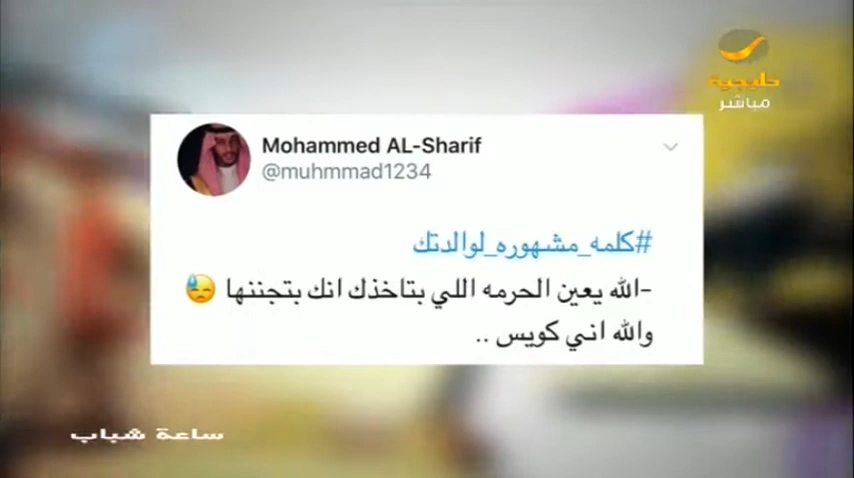 خليجية
مباشر
Mohammed AL-Sharif
@muhmmad1234
#كلمه_مشهوره_لوالدتك
-الله يعين الحرمه اللي بتاخذك انك بتجننها 😓
والله اني كويس ..
ساعة شباب